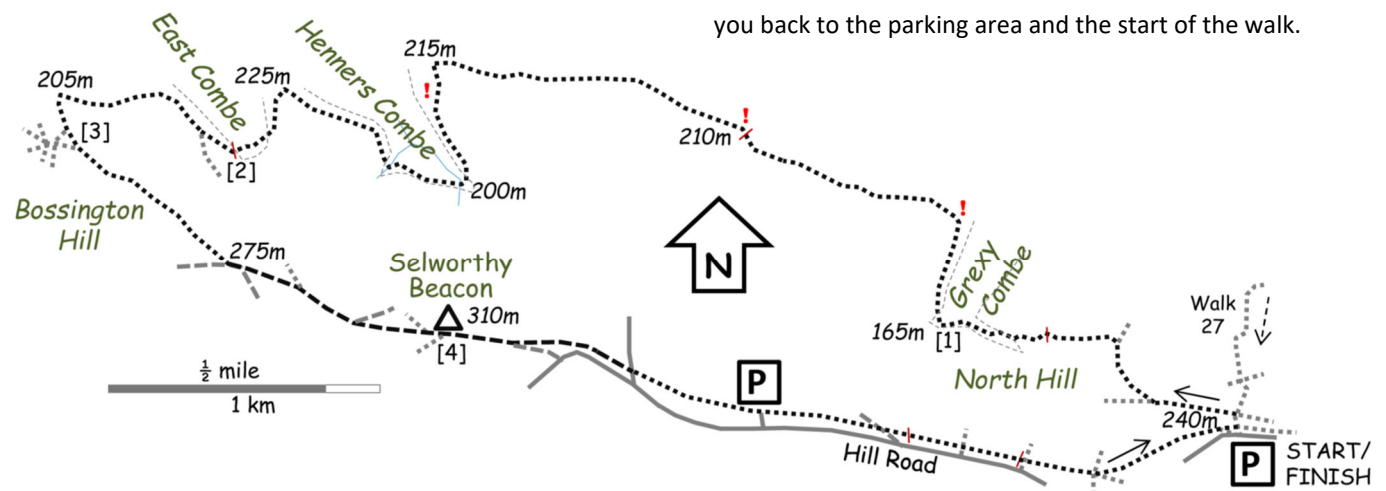 you back to the parking area and the start of the walk.
East Combe
Henners Combe
215m
205m
225m
!
!
210m
[3]
[2]
200m
!
Bossington
Hill
275m
Selworthy
Beacon
310m
[4]
N
Grexy
Combe
165m
[1]
Walk
27
North Hill
½ mile
1 km
P
240m
Hill Road
P
START/
FINISH